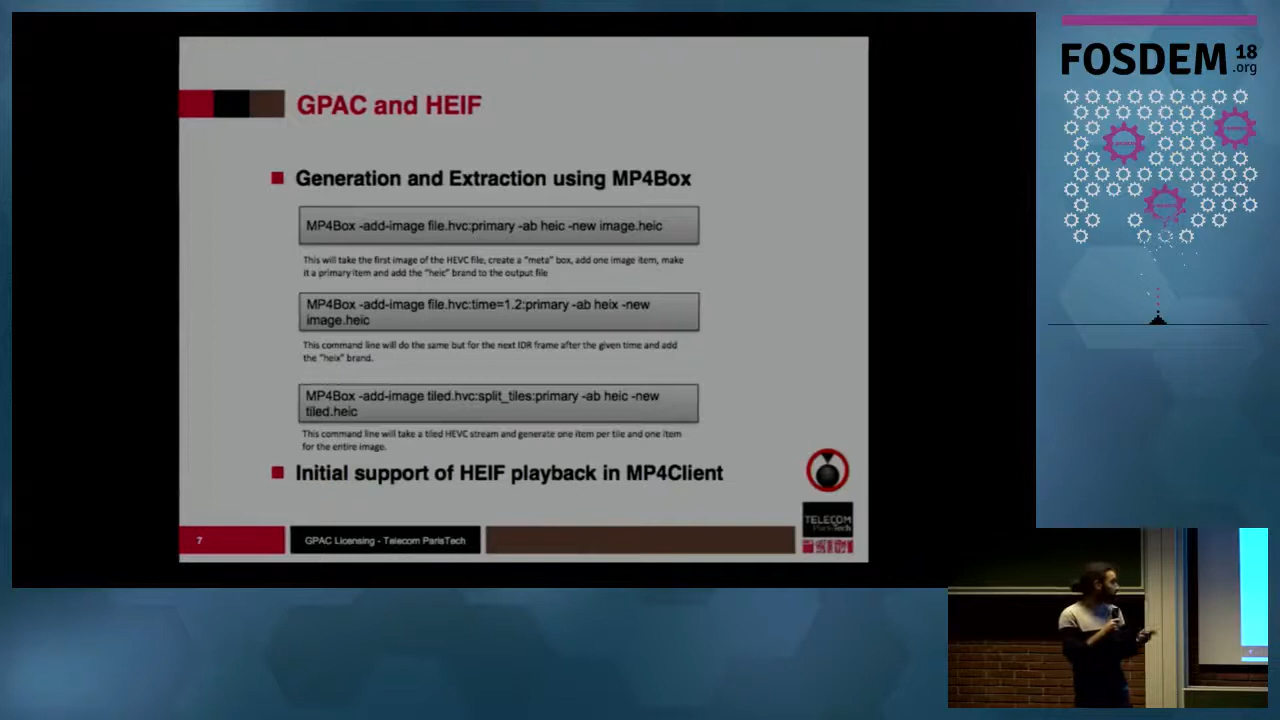 GPAC and HEIF
Generation and Extraction using MP4Box
MP4Box -add-image file.hvc:primary -ab heic -new image.heic
This will take the first image of the HEVC file, create a "meta" box, add one image item, make
it a primary item and add the "heic" brand to the output file
MP4Box -add-image file.hvc:time=1.2:primary -ab heix -new
image.heic
This command line will do the same but for the next IDR frame after the given time and add
the "heix" brand.
MP4Box -add-image tiled.hvc:split_tiles:primary -ab heic -new
tiled.heic
This command line will take a tiled HEVC stream and generate one item per tile and one item
for the entire image.
Initial support of HEIF playback in MP4Client
7
GPAC Licensing - Telecom ParisTech
TELECOM
ParisTech
FOSDEM 18
.org